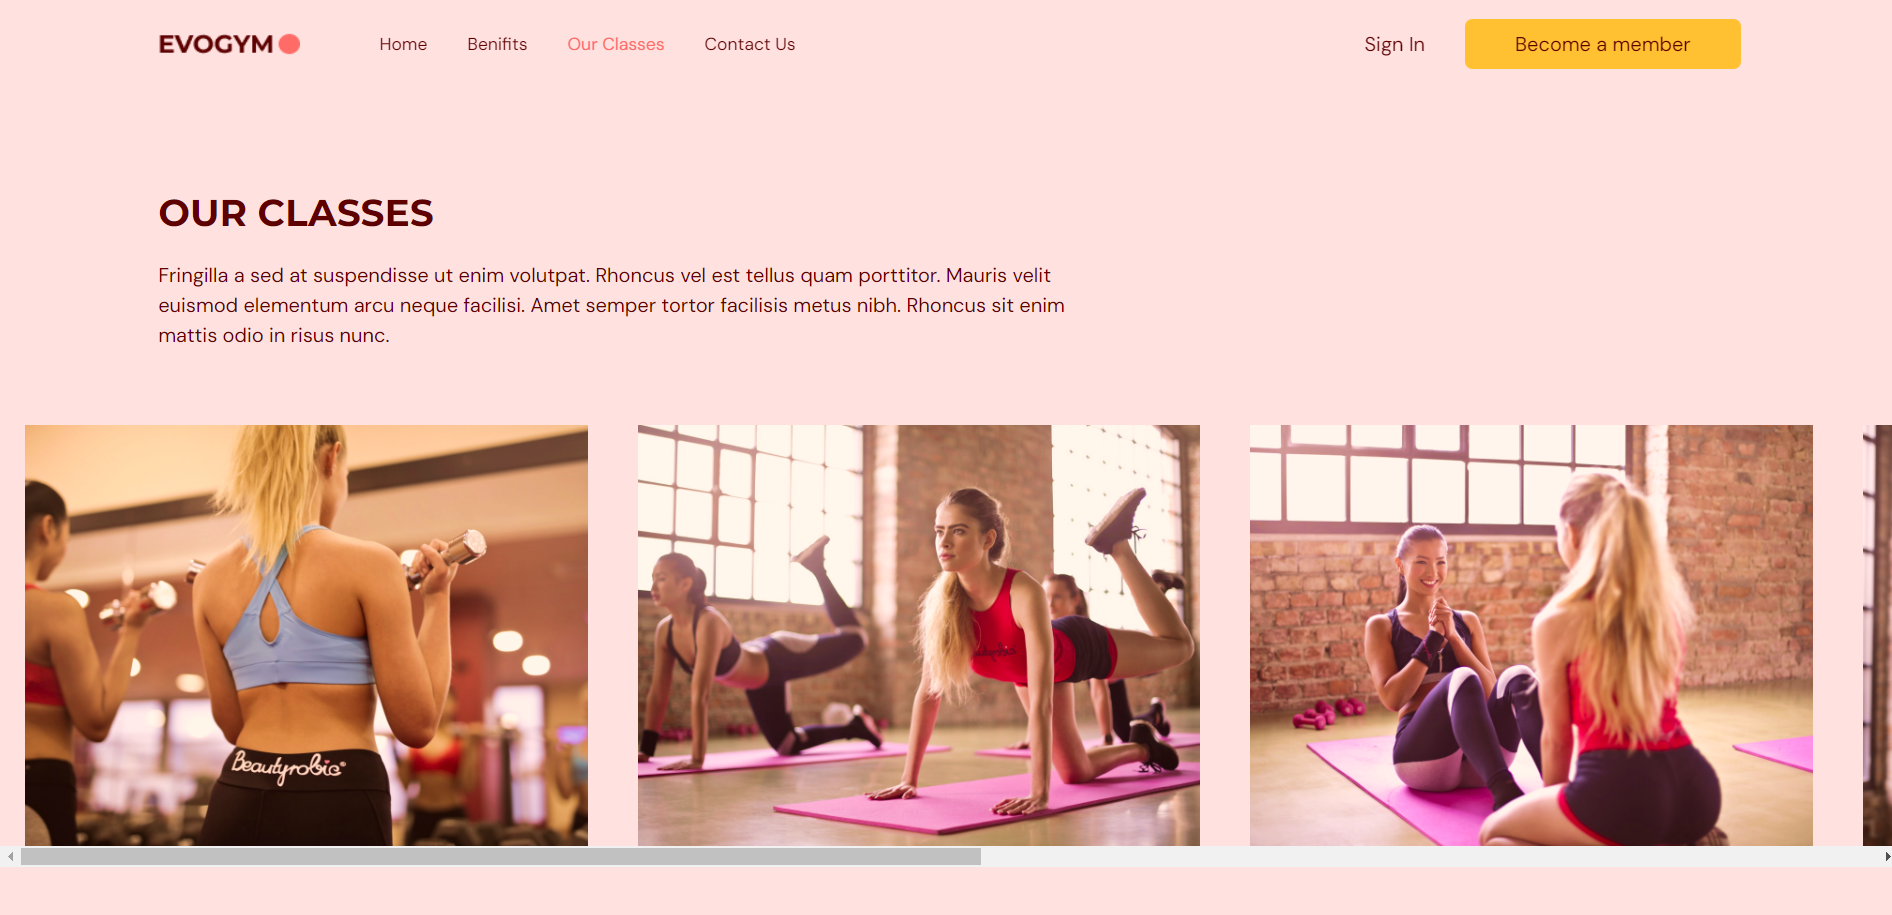 EVOGYM
Home
Benifits
Our Classes
Contact Us
Sign In
Become a member
OUR CLASSES
Fringilla a sed at suspendisse ut enim volutpat. Rhoncus vel est tellus quam porttitor. Mauris velit
euismod elementum arcu neque facilisi. Amet semper tortor facilisis metus nibh. Rhoncus sit enim
mattis odio in risus nunc.
Beautyrobic®